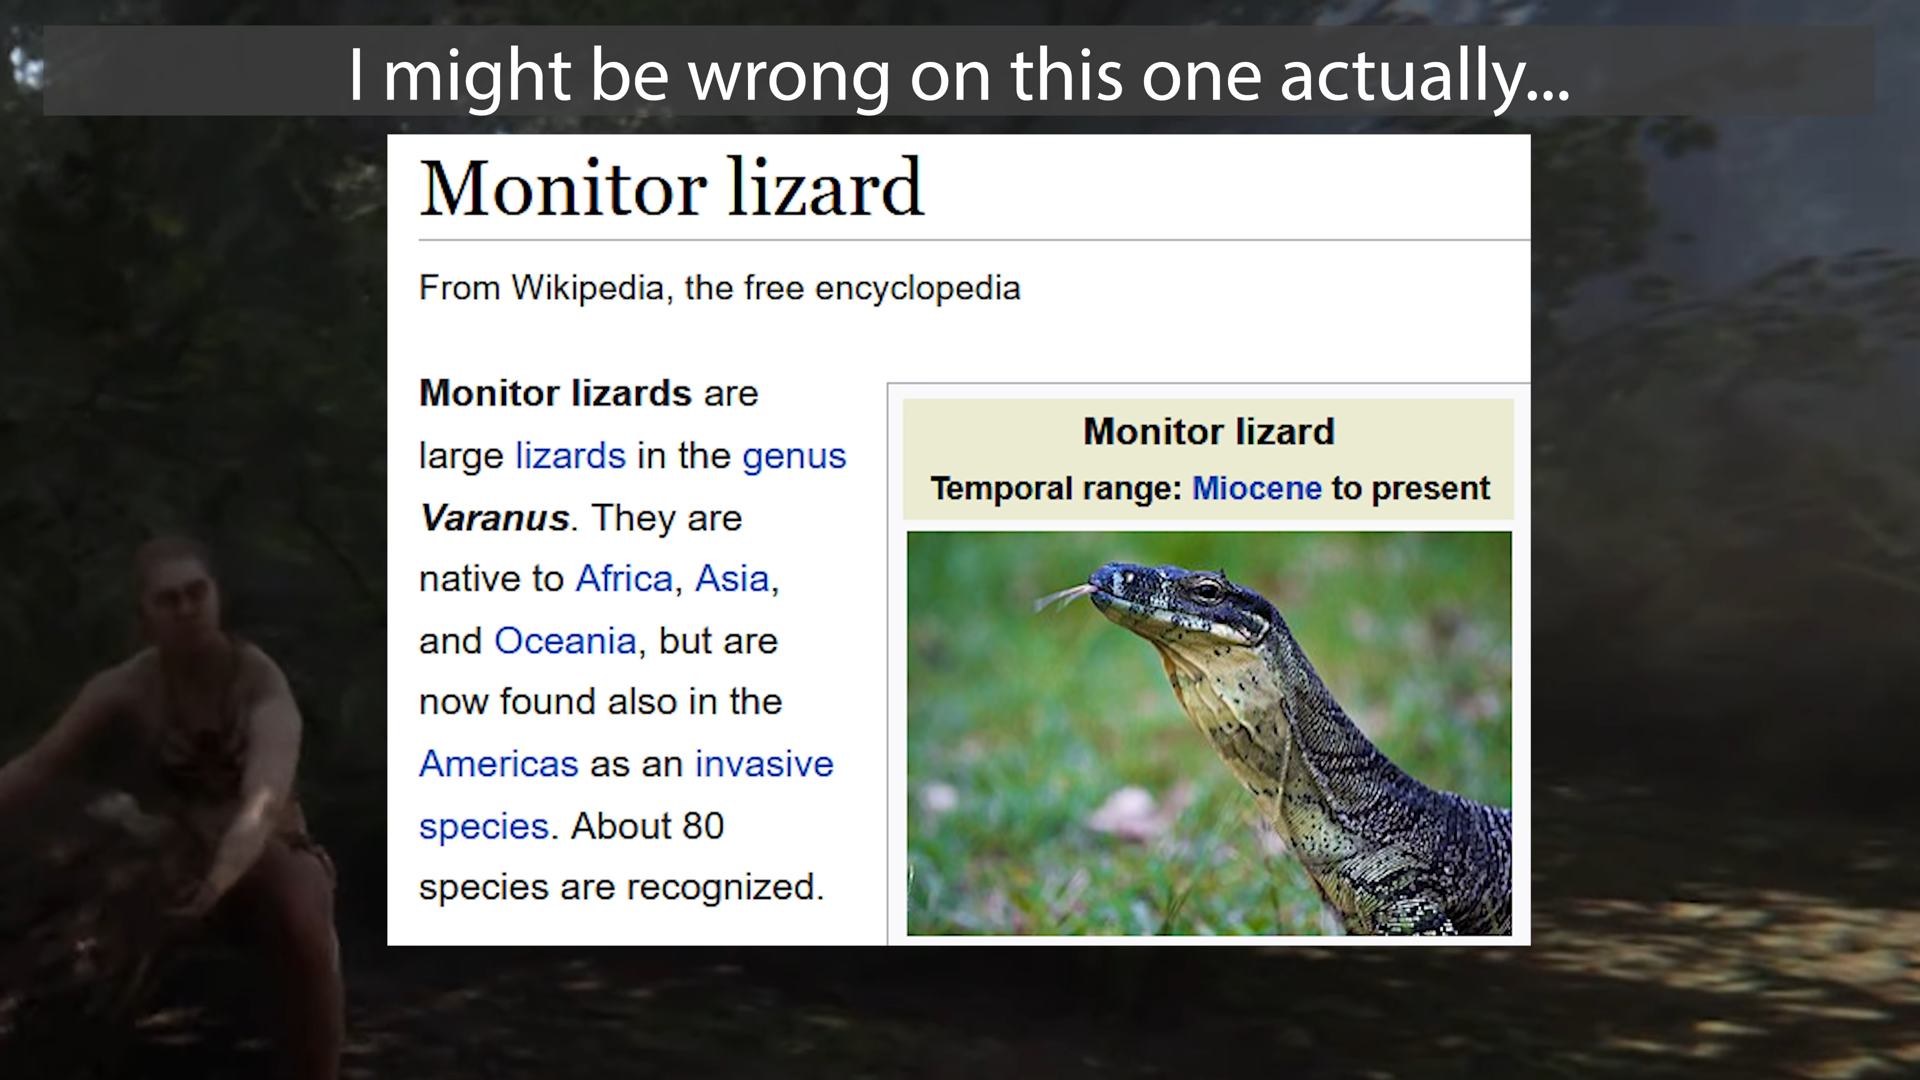 I might be wrong on this one actually...
Monitor lizard
From Wikipedia, the free encyclopedia
Monitor lizards are
large lizards in the genus
Varanus. They are
native to Africa, Asia,
and Oceania, but are
now found also in the
Americas as an invasive
species. About 80
species are recognized.
Monitor lizard
Temporal range: Miocene to present